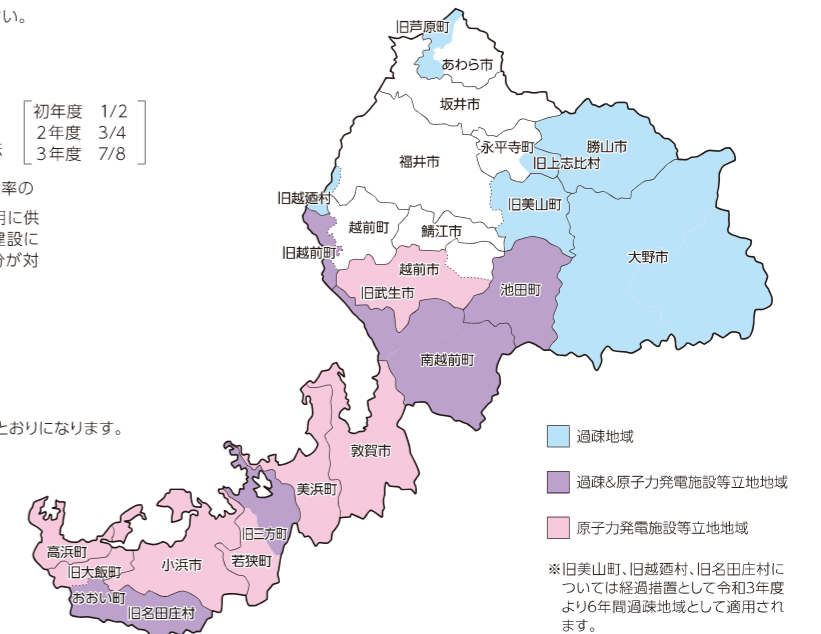 い。
初年度 1/2
2年度 3/4
3年度 7/8
率の
用に供
建設に
分が対
とおりになります。
旧芦原町
あわら市
坂井市
永平寺町
勝山市
旧上志比村
福井市
旧越廼村
旧美山町
越前町
鯖江市
旧越前町
大野市
越前市
旧武生市
池田町
南越前町
敦賀市
美浜町
旧三方町
高浜町
小浜市
若狭町
旧大飯町
おおい町
旧名田庄村
過疎地域
過疎&原子力発電施設等立地地域
原子力発電施設等立地地域
※旧美山町、旧越廼村、旧名田庄村に
ついては経過措置として令和3年度
より6年間過疎地域として適用され
ます。